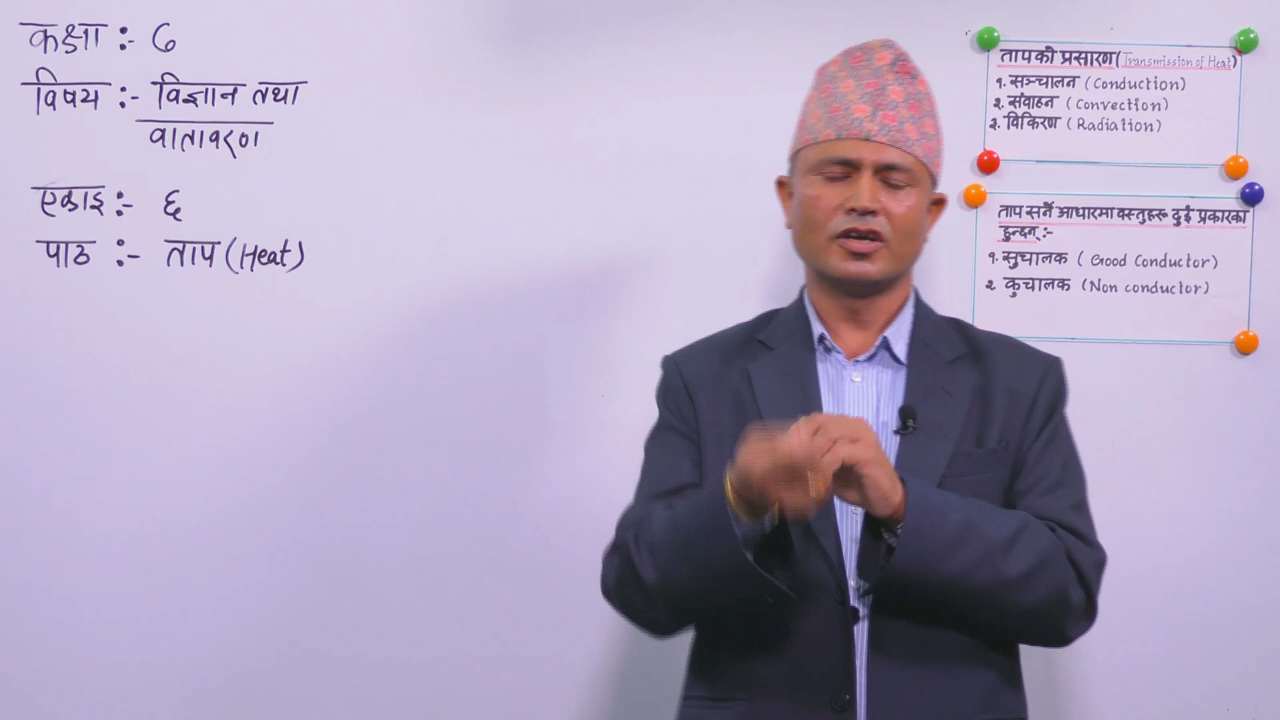 कक्षा :- ७
विषय :- विज्ञान तथा
वातावरण
एकाइ :- ६
पाठ :- ताप (Heat)
तापको प्रसारण (Transmission of Heat)
१. सञ्चालन (Conduction)
२. संवाहन (Convection)
३. विकिरण (Radiation)
ताप सर्ने आधारमा वस्तुहरू दुई प्रकारका
हुन्छन् :-
१. सुचालक (Good Conductor)
२. कुचालक (Non conductor)